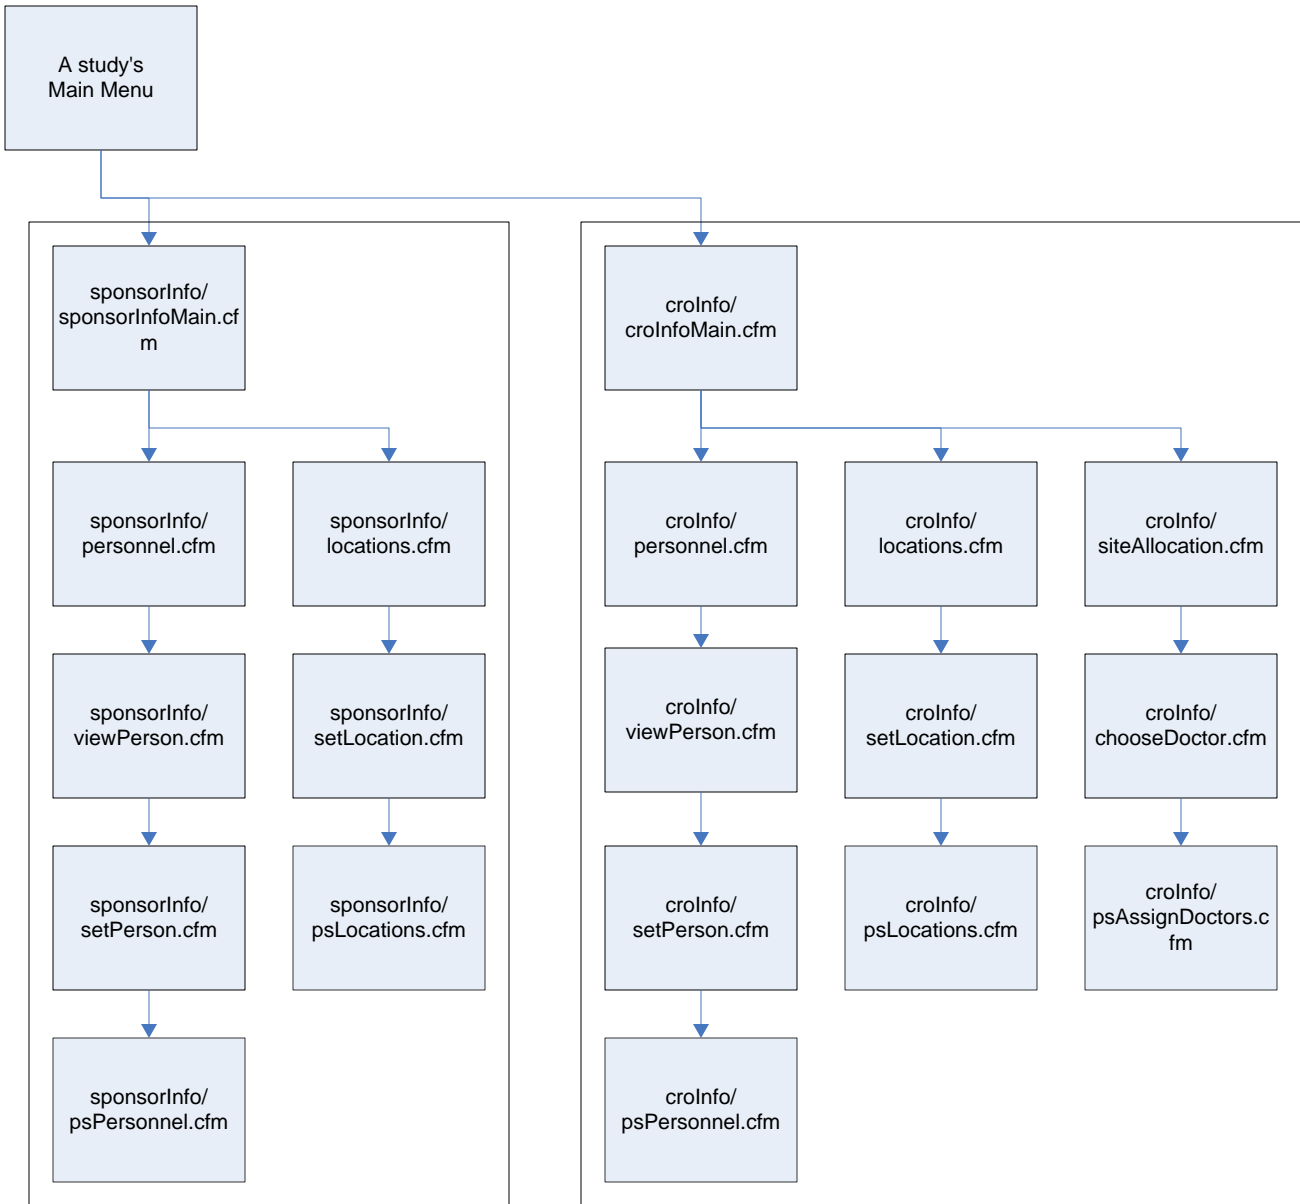 A study's
Main Menu
sponsorInfo/
sponsorInfoMain.cf
m
croInfo/
croInfoMain.cfm
sponsorInfo/
personnel.cfm
sponsorInfo/
locations.cfm
croInfo/
personnel.cfm
croInfo/
locations.cfm
croInfo/
siteAllocation.cfm
sponsorInfo/
viewPerson.cfm
sponsorInfo/
setLocation.cfm
croInfo/
viewPerson.cfm
croInfo/
setLocation.cfm
croInfo/
chooseDoctor.cfm
sponsorInfo/
setPerson.cfm
sponsorInfo/
psLocations.cfm
croInfo/
setPerson.cfm
croInfo/
psLocations.cfm
croInfo/
psAssignDoctors.c
fm
sponsorInfo/
psPersonnel.cfm
croInfo/
psPersonnel.cfm